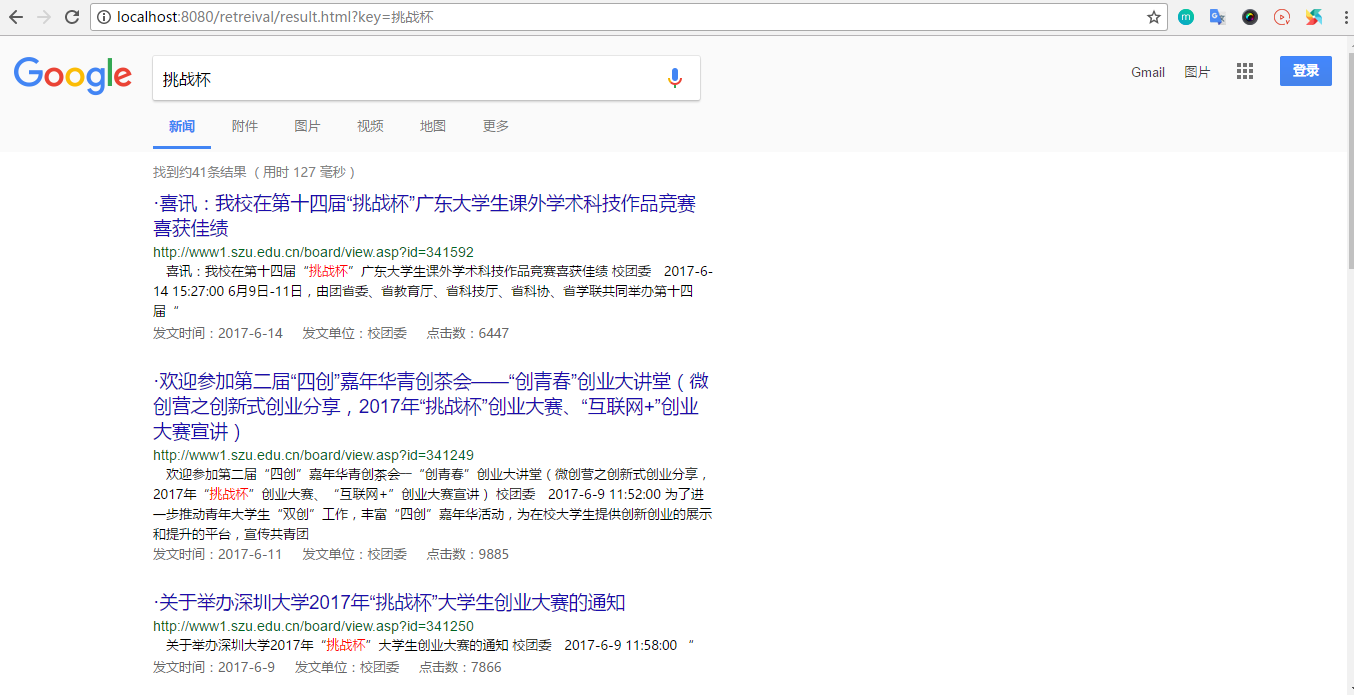 localhost:8080/retreival/result.html?key=挑战杯
Google
挑战杯
Gmail 图片 登录
新闻 附件 图片 视频 地图 更多
找到约41条结果 （用时 127 毫秒）
·喜讯：我校在第十四届“挑战杯”广东大学生课外学术科技作品竞赛
喜获佳绩
http://www1.szu.edu.cn/board/view.asp?id=341592
喜讯：我校在第十四届“挑战杯”广东大学生课外学术科技作品竞赛喜获佳绩 校团委 2017-6-
14 15:27:00 6月9日-11日，由团省委、省教育厅、省科技厅、省科协、省学联共同举办第十四
届“
发文时间：2017-6-14 发文单位：校团委 点击数：6447
·欢迎参加第二届“四创”嘉年华青创茶会——“创青春”创业大讲堂（微
创营之创新式创业分享，2017年“挑战杯”创业大赛、“互联网+”创业
大赛宣讲）
http://www1.szu.edu.cn/board/view.asp?id=341249
欢迎参加第二届“四创”嘉年华青创茶会—“创青春”创业大讲堂（微创营之创新式创业分享，
2017年“挑战杯”创业大赛、“互联网+”创业大赛宣讲） 校团委 2017-6-9 11:52:00 为了进
一步推动青年大学生“双创”工作，丰富“四创”嘉年华活动，为在校大学生提供创新创业的展示
和提升的平台，宣传共青团
发文时间：2017-6-11 发文单位：校团委 点击数：9885
·关于举办深圳大学2017年“挑战杯”大学生创业大赛的通知
http://www1.szu.edu.cn/board/view.asp?id=341250
关于举办深圳大学2017年“挑战杯”大学生创业大赛的通知 校团委 2017-6-9 11:58:00 “
发文时间：2017-6-9 发文单位：校团委 点击数：7866